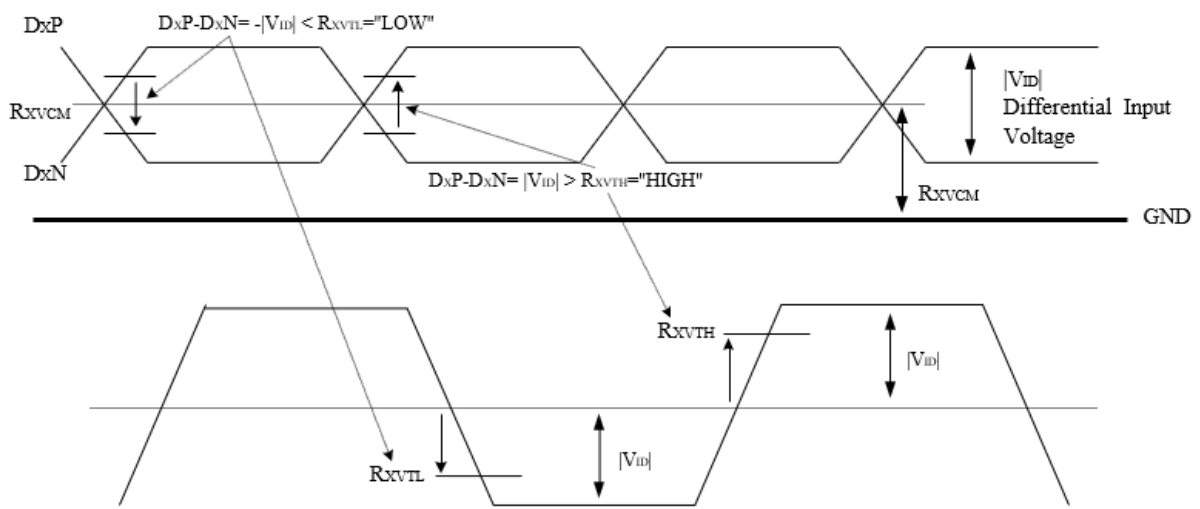 DxP
DxP-DxN= -|VID| < RXVTL="LOW"
RXVCM
|VID|
Differential Input
Voltage
DxN
DxP-DxN= |VID| > RXVTH="HIGH"
RXVCM
GND
RXVTH
|VID|
RXVTL
|VID|